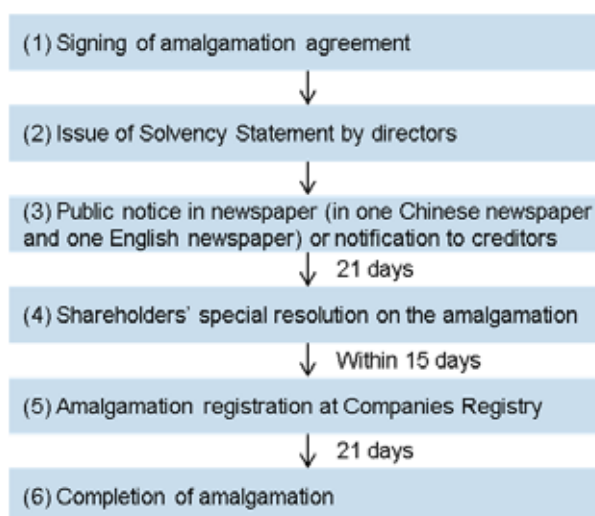 (1) Signing of amalgamation agreement
(2) Issue of Solvency Statement by directors
(3) Public notice in newspaper (in one Chinese newspaper
and one English newspaper) or notification to creditors
21 days
(4) Shareholders' special resolution on the amalgamation
Within 15 days
(5) Amalgamation registration at Companies Registry
21 days
(6) Completion of amalgamation